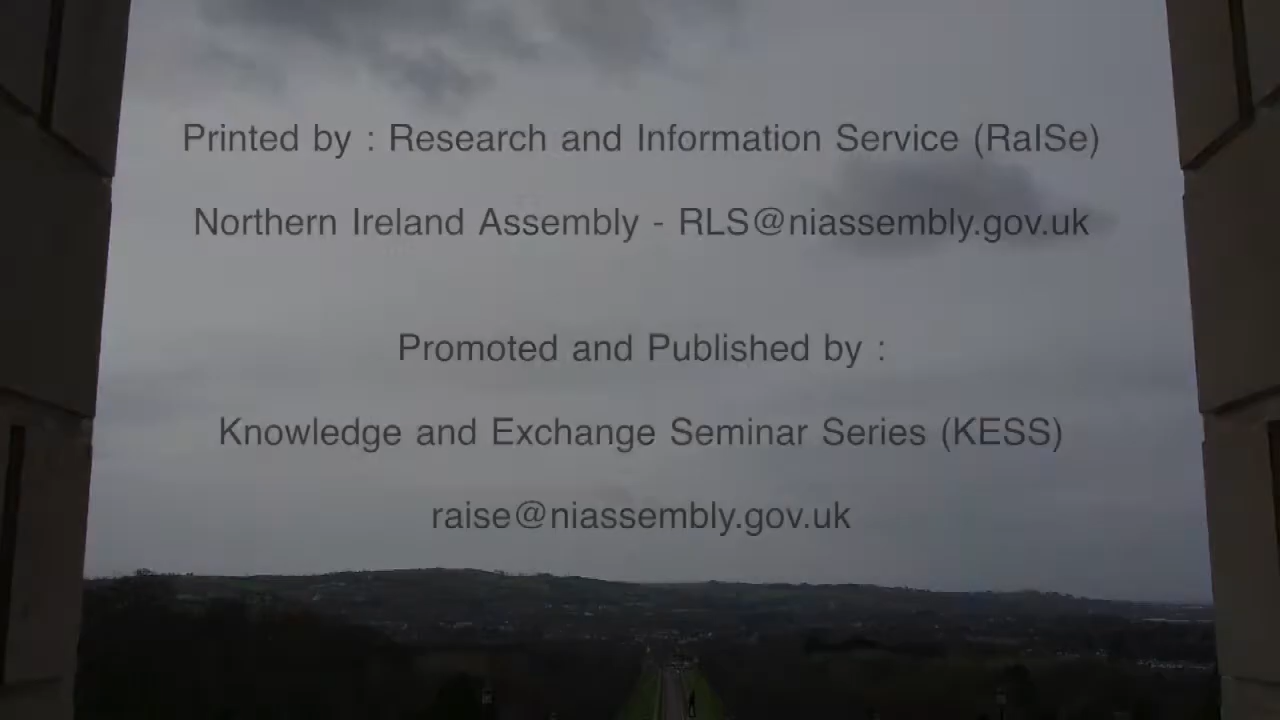 Printed by : Research and Information Service (RaISe)
Northern Ireland Assembly - RLS@niassembly.gov.uk
Promoted and Published by :
Knowledge and Exchange Seminar Series (KESS)
raise@niassembly.gov.uk